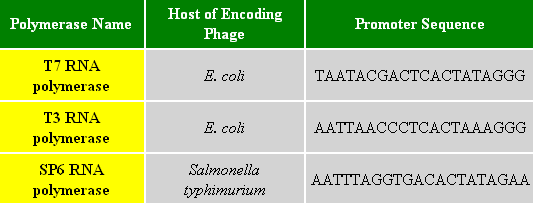 Polymerase Name
Host of Encoding
Phage
Promoter Sequence
T7 RNA
polymerase
E. coli
TAATACGACTCACTATAGGG
T3 RNA
polymerase
E. coli
AATTAACCCTCACTAAAGGG
SP6 RNA
polymerase
Salmonella
typhimurium
AATTTAGGTGACACTATAGAA